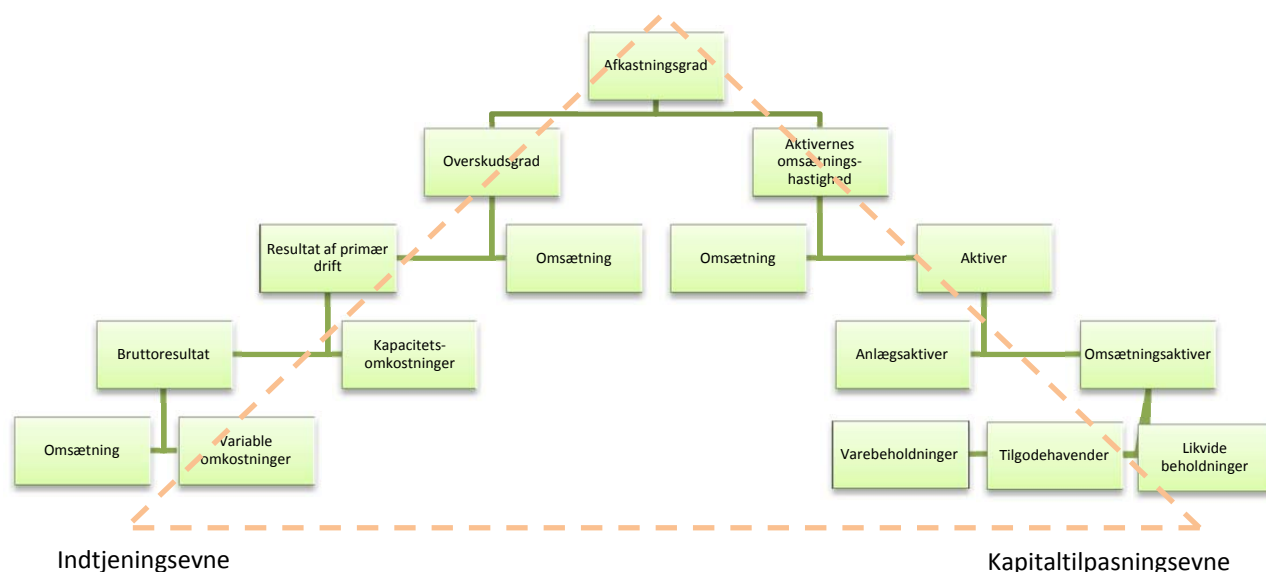 Afkastningsgrad
Overskudsgrad
Aktivernes
omsætnings-
hastighed
Resultat af primær
drift
Omsætning
Omsætning
Aktiver
Bruttoresultat
Kapacitets-
omkostninger
Anlægsaktiver
Omsætningsaktiver
Omsætning
Variable
omkostninger
Varebeholdninger
Tilgodehavender
Likvide
beholdninger
Indtjeningsevne
Kapitaltilpasningsevne